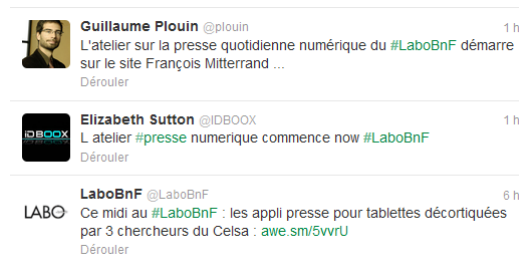 Guillaume Plouin @plouin 1 h
L'atelier sur la presse quotidienne numérique du #LaboBnF démarre
sur le site François Mitterrand ...
Dérouler
iDBOOX
Elizabeth Sutton @IDBOOX 1 h
L atelier #presse numerique commence now #LaboBnF
Dérouler
LABO
LaboBnF @LaboBnF 6 h
Ce midi au #LaboBnF : les appli presse pour tablettes décortiquées
par 3 chercheurs du Celsa : awe.sm/5vvrU
Dérouler